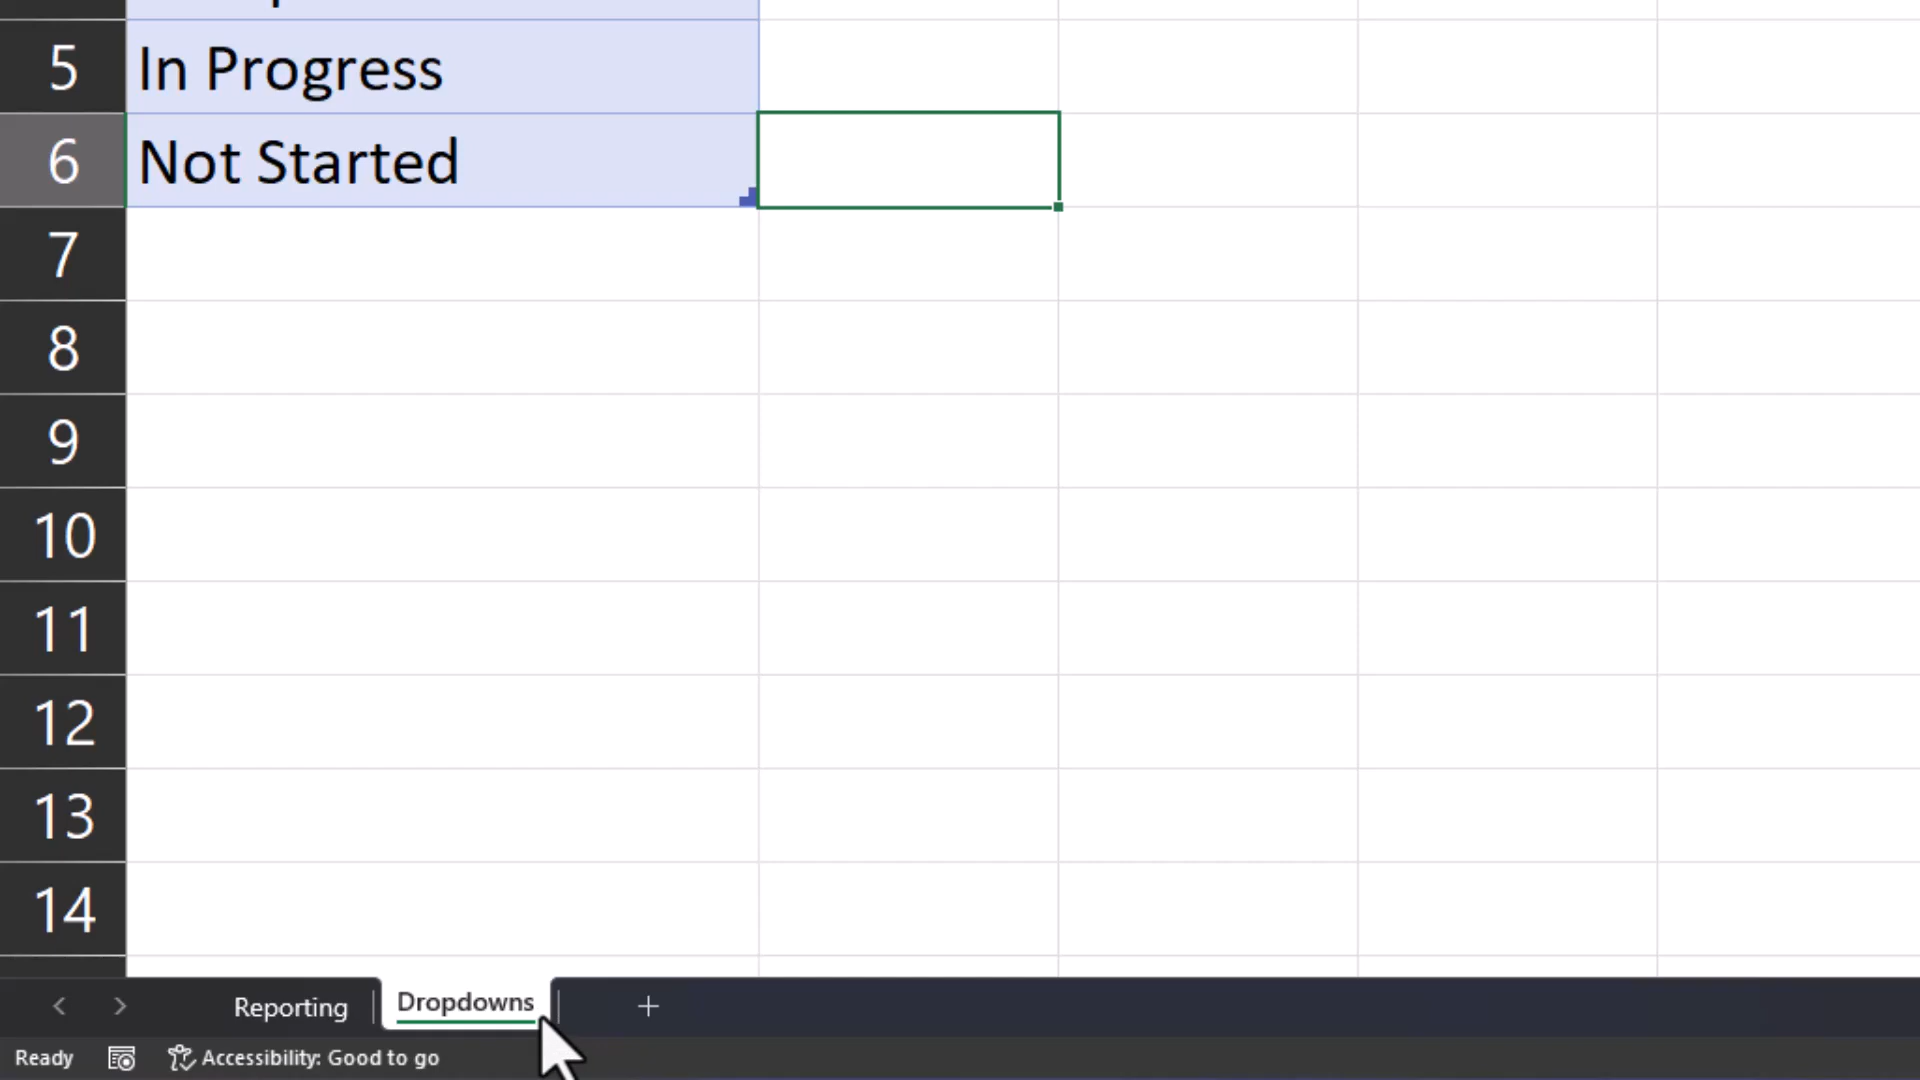 5 In Progress
6 Not Started
7
8
9
10
11
12
13
14
Reporting Dropdowns
Ready Accessibility: Good to go